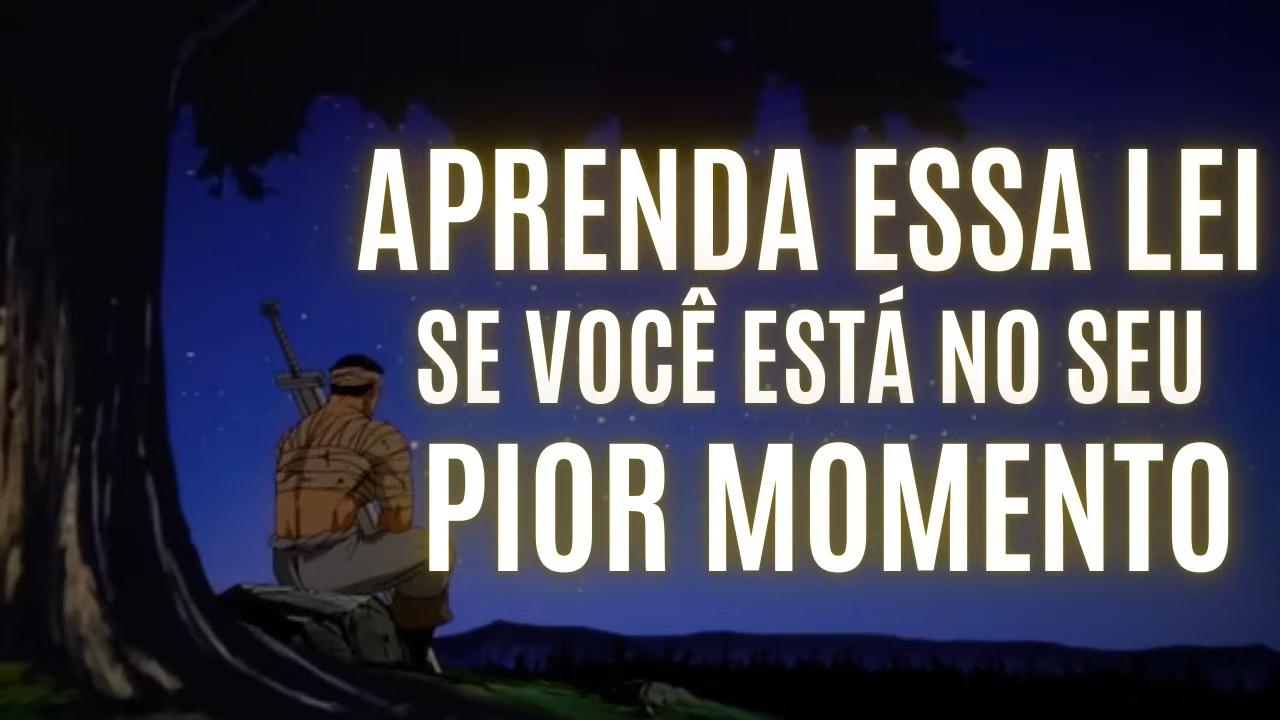 APRENDA ESSA LEI
SE VOCÊ ESTÁ NO SEU
PIOR MOMENTO